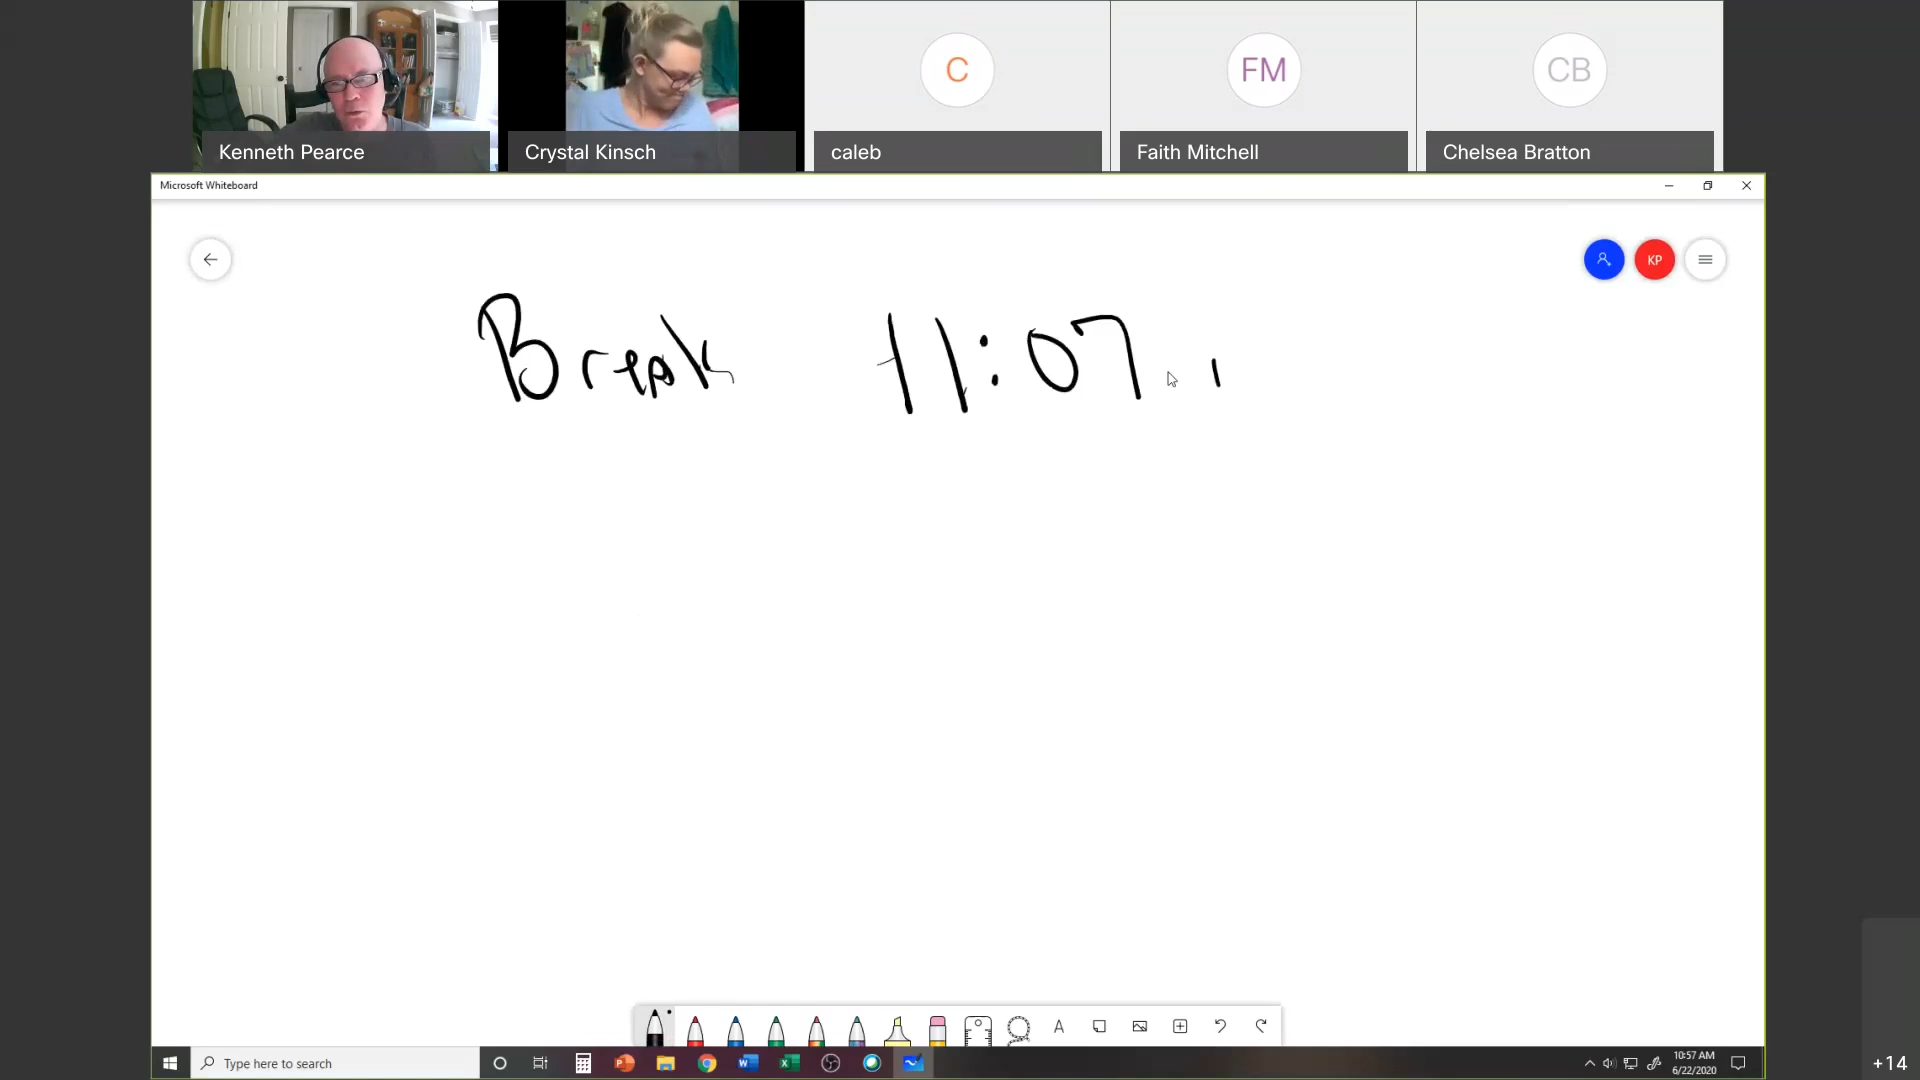 C FM CB
Kenneth Pearce Crystal Kinsch caleb Faith Mitchell Chelsea Bratton
Microsoft Whiteboard
KP
Break 11:07.
A
Type here to search
10:57 AM
6/22/2020
+14